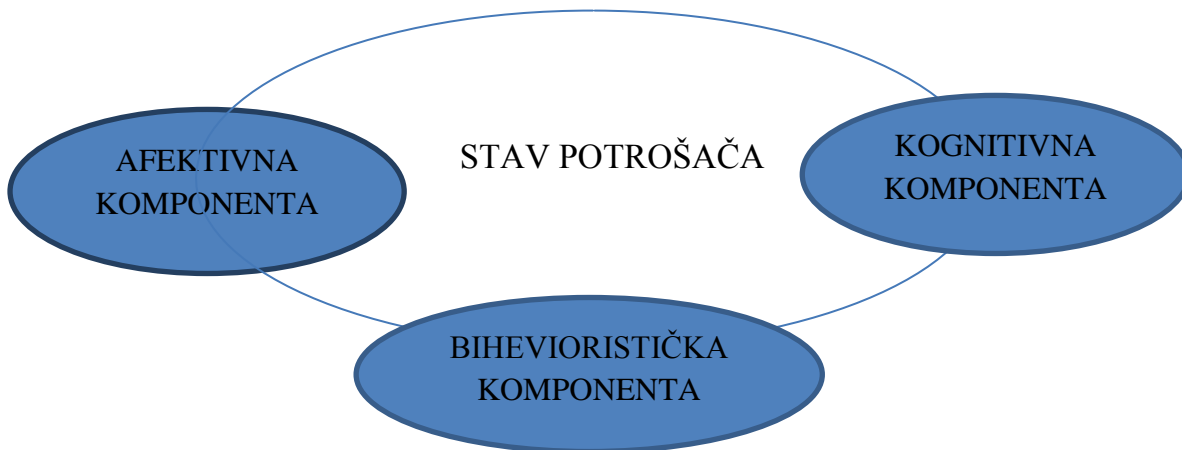 AFEKTIVNA
KOMPONENTA
STAV POTROŠAČA
KOGNITIVNA
KOMPONENTA
BIHEVIORISTIČKA
KOMPONENTA